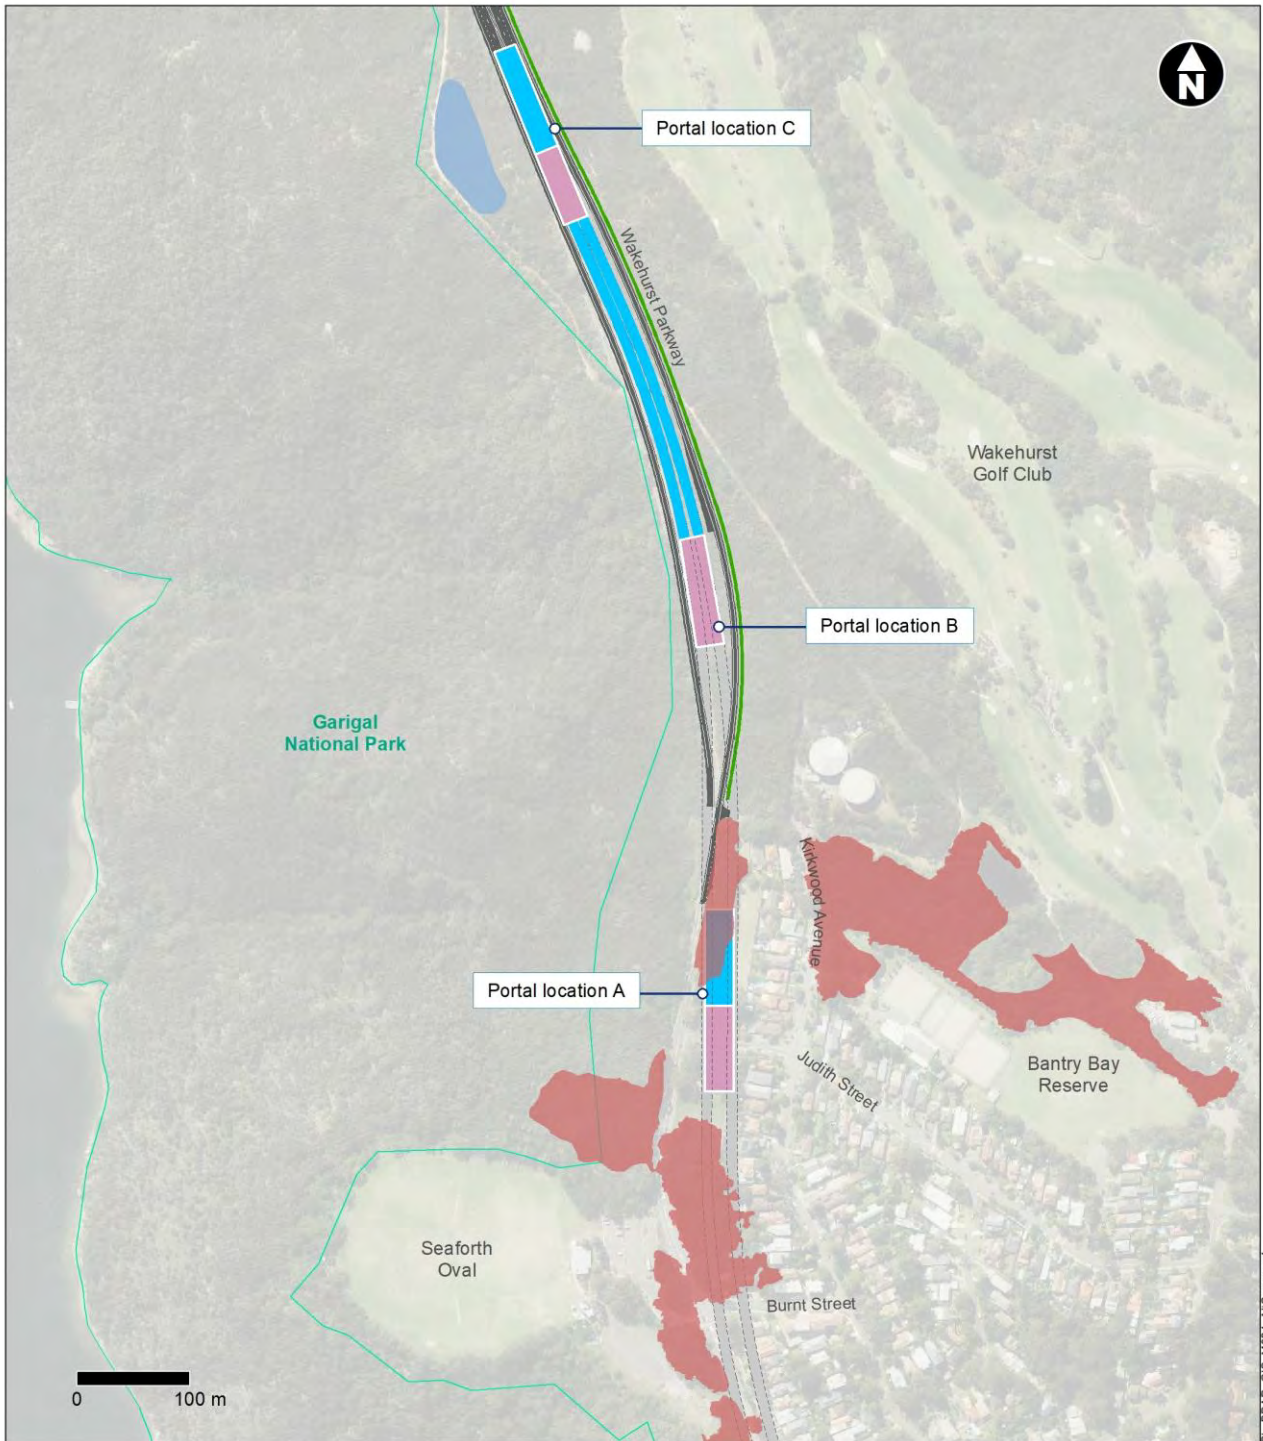 N
Portal location C
Wakehurst Parkway
Wakehurst
Golf Club
Portal location B
Garigal
National Park
Kirkwood Avenue
Portal location A
Judith Street
Bantry Bay
Reserve
Seaforth
Oval
Burnt Street
0 100 m